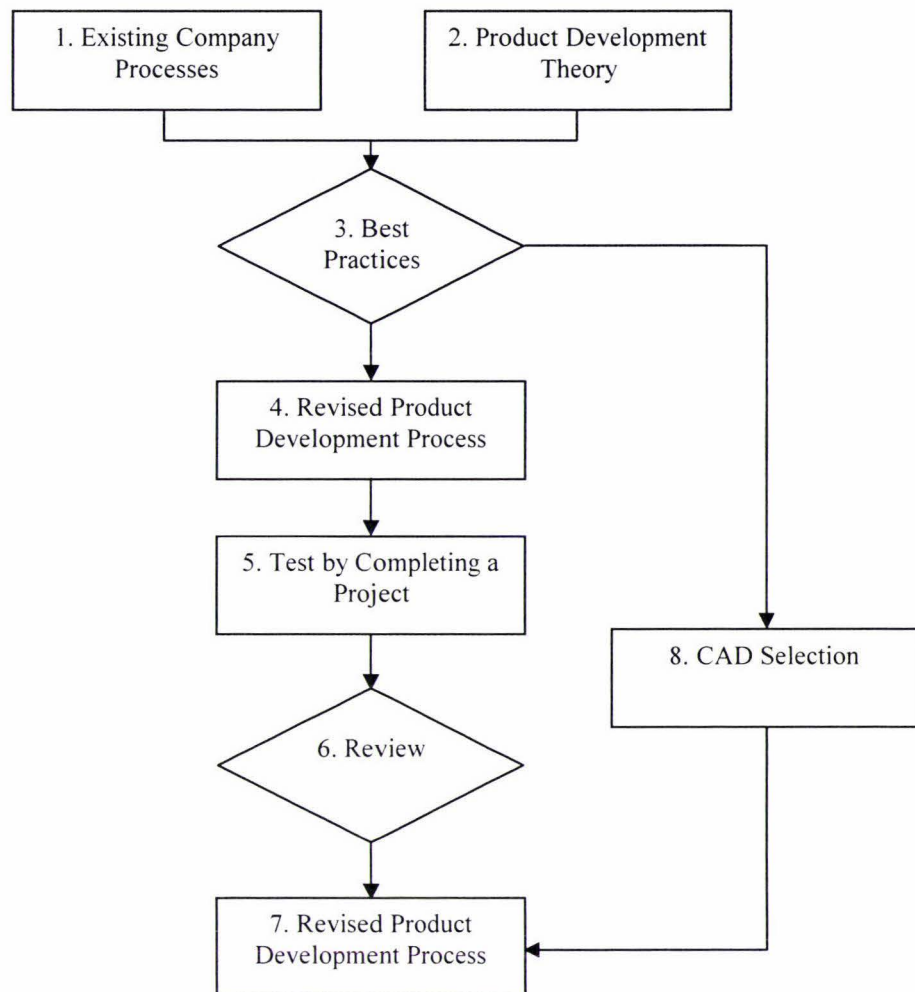 1. Existing Company
Processes
2. Product Development
Theory
3. Best
Practices
4. Revised Product
Development Process
5. Test by Completing a
Project
8. CAD Selection
6. Review
7. Revised Product
Development Process